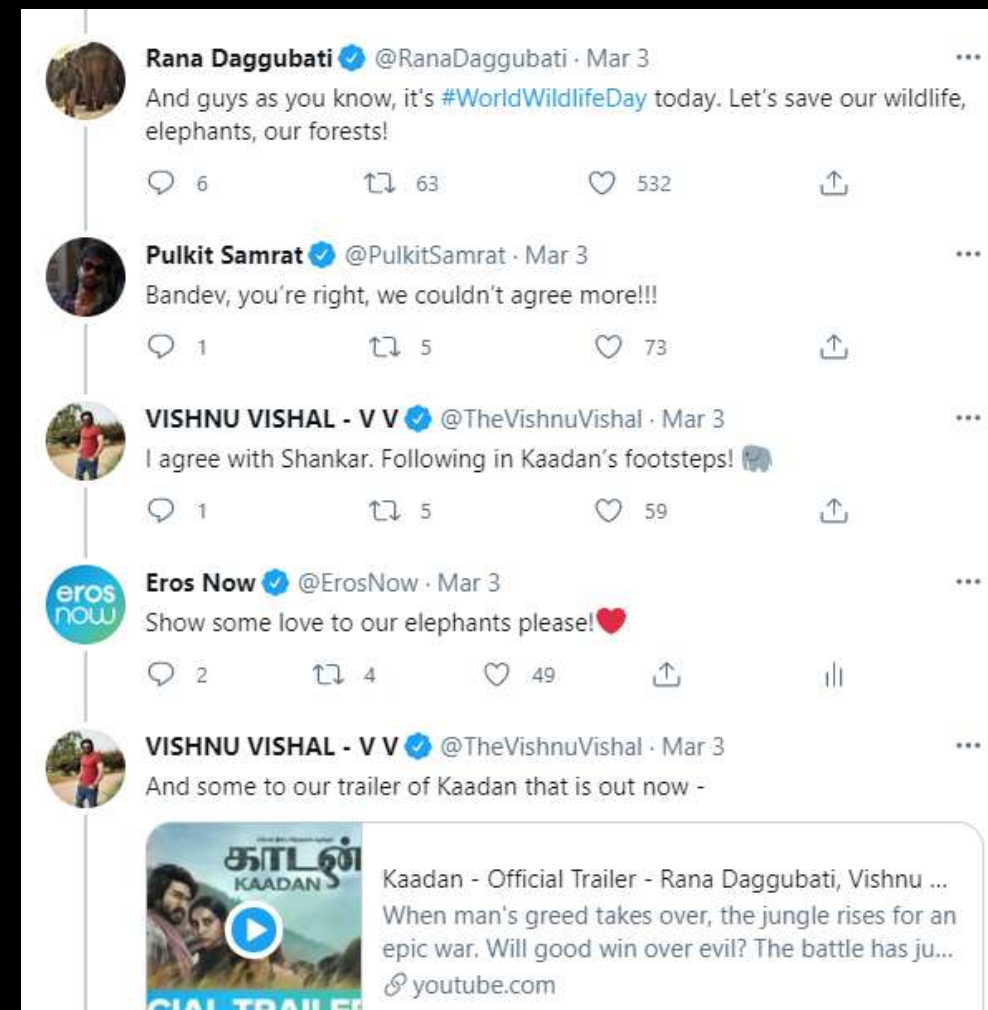 Rana Daggubati @RanaDaggubati · Mar 3
And guys as you know, it's #WorldWildlifeDay today. Let's save our wildlife,
elephants, our forests!
6 63 532
Pulkit Samrat @PulkitSamrat · Mar 3
Bandev, you're right, we couldn't agree more!!!
1 5 73
VISHNU VISHAL - V V @TheVishnuVishal · Mar 3
I agree with Shankar. Following in Kaadan's footsteps! 🐘
1 5 59
eros
now
Eros Now @ErosNow · Mar 3
Show some love to our elephants please!❤️
2 4 49
VISHNU VISHAL - V V @TheVishnuVishal · Mar 3
And some to our trailer of Kaadan that is out now -
காடன்
KAADAN
CIAL TRAILER
Kaadan - Official Trailer - Rana Daggubati, Vishnu ...
When man's greed takes over, the jungle rises for an
epic war. Will good win over evil? The battle has ju...
youtube.com